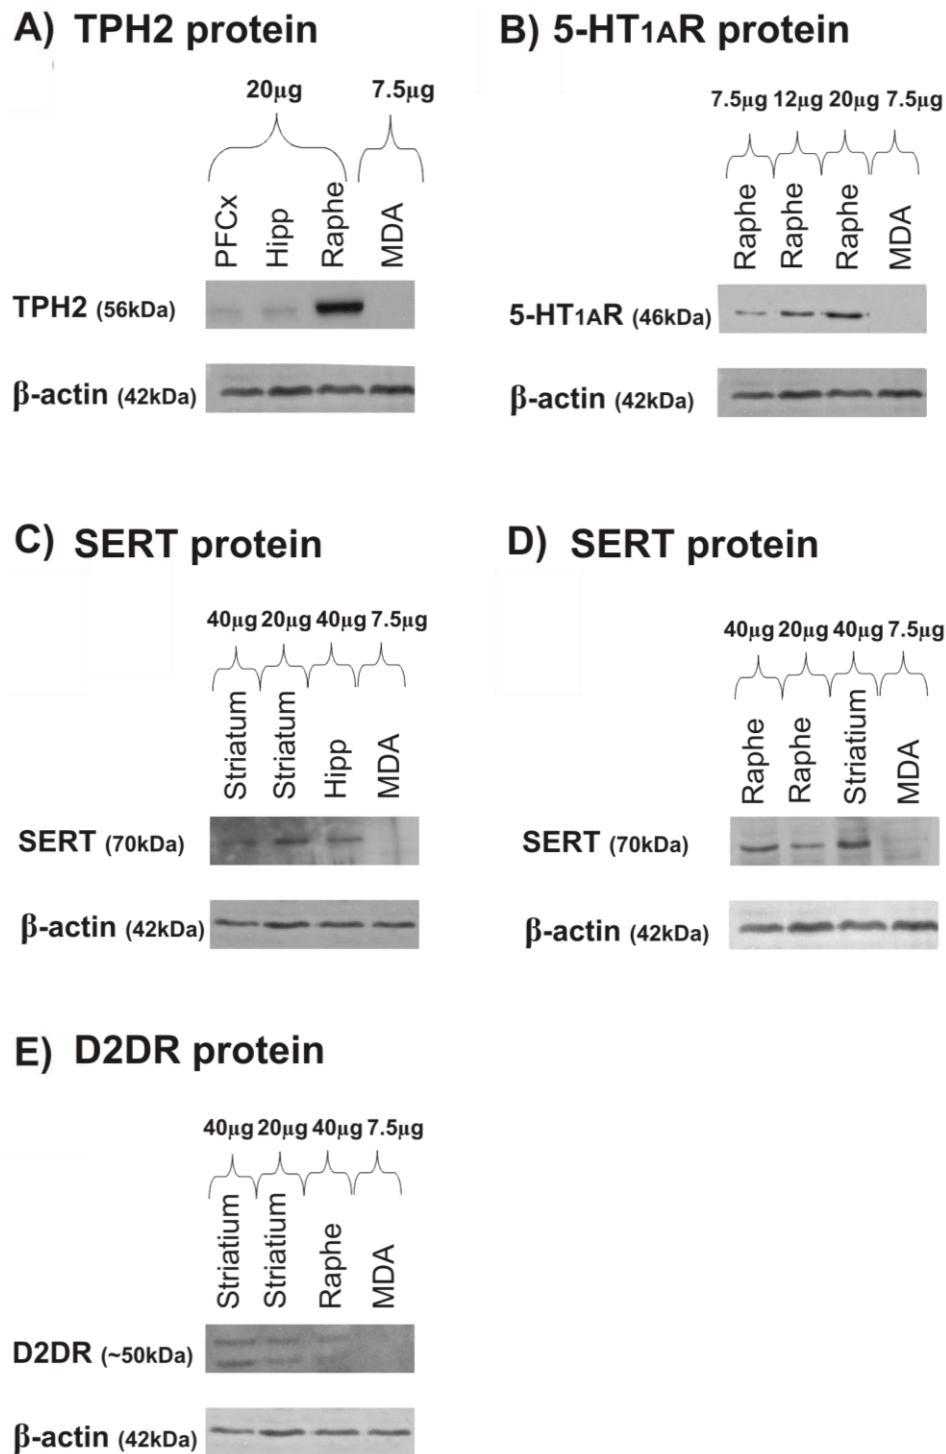 A) TPH2 protein
20µg 7.5µg
PFCx Hipp Raphe MDA
TPH2 (56kDa)
β-actin (42kDa)
B) 5-HT1AR protein
7.5µg 12µg 20µg 7.5µg
Raphe Raphe Raphe MDA
5-HT1AR (46kDa)
β-actin (42kDa)
C) SERT protein
40µg 20µg 40µg 7.5µg
Striatum Striatum Hipp MDA
SERT (70kDa)
β-actin (42kDa)
D) SERT protein
40µg 20µg 40µg 7.5µg
Raphe Raphe Striatium MDA
SERT (70kDa)
β-actin (42kDa)
E) D2DR protein
40µg 20µg 40µg 7.5µg
Striatium Striatium Raphe MDA
D2DR (~50kDa)
β-actin (42kDa)